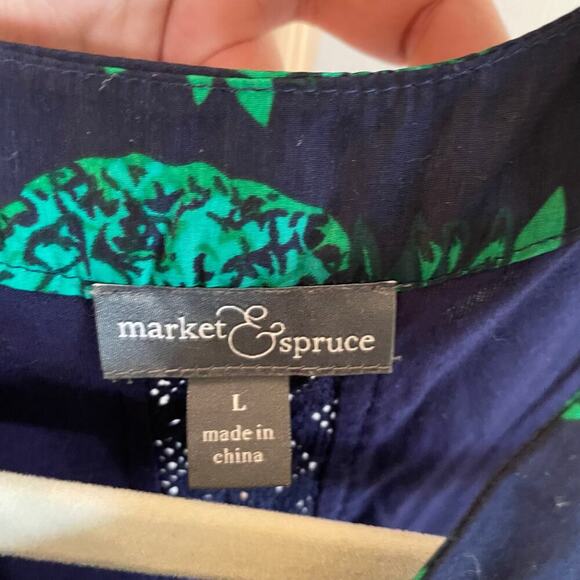 market & spruce
L
made in
china